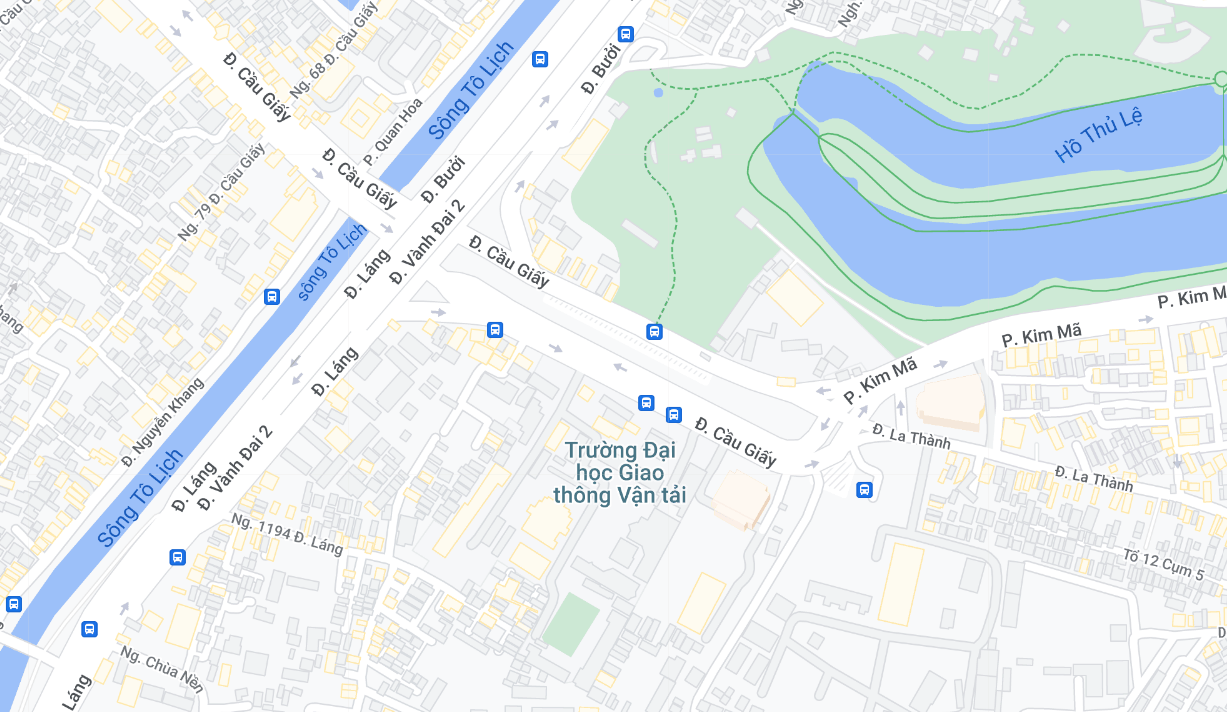 Đ. Cầu Giấy
Ng. 68 Đ. Cầu Giấy
Sông Tô Lịch
Đ. Bưởi
Hồ Thủ Lệ
P. Quan Hoa
Đ. Cầu Giấy
Ng. 79 Đ. Cầu Giấy
Đ. Bưởi
Đ. Vành Đai 2
sông Tô Lịch
Đ. Láng
Đ. Cầu Giấy
P. Kim M
P. Kim Mã
Đ. Láng
P. Kim Mã
Đ. Nguyễn Khang
Đ. Cầu Giấy
Đ. La Thành
Trường Đại
học Giao
thông Vận tải
Đ. La Thành
Đ. Láng
Đ. Vành Đai 2
Sông Tô Lịch
Ng. 1194 Đ. Láng
Tổ 12 Cụm 5
Ng. Chùa Nền
Láng